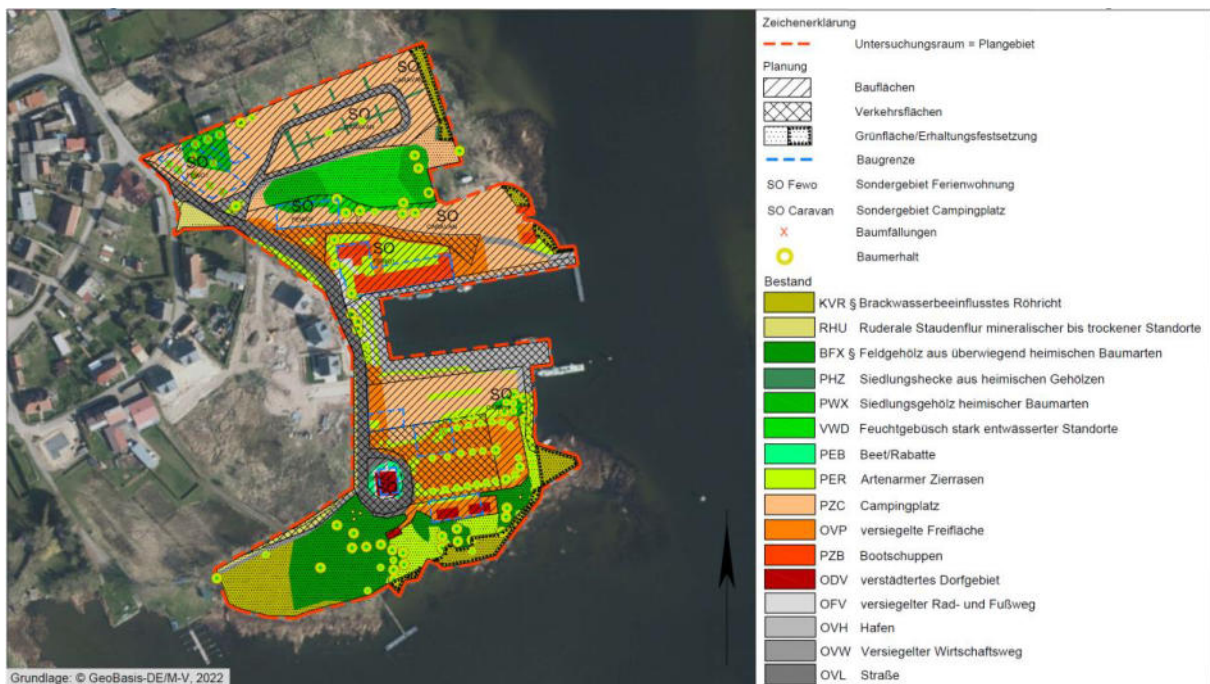 Zeichenerklärung
Untersuchungsraum = Plangebiet
Planung
Bauflächen
Verkehrsflächen
Grünfläche/Erhaltungsfestsetzung
Baugrenze
SO Fewo Sondergebiet Ferienwohnung
SO Caravan Sondergebiet Campingplatz
X Baumfällungen
Baumerhalt
Bestand
KVR § Brackwasserbeeinflusstes Röhricht
RHU Ruderale Staudenflur mineralischer bis trockener Standorte
BFX § Feldgehölz aus überwiegend heimischen Baumarten
PHZ Siedlungshecke aus heimischen Gehölzen
PWX Siedlungsgehölz heimischer Baumarten
VWD Feuchtgebüsch stark entwässerter Standorte
PEB Beet/Rabatte
PER Artenarmer Zierrasen
PZC Campingplatz
OVP versiegelte Freifläche
PZB Bootschuppen
ODV verstädtertes Dorfgebiet
OFV versiegelter Rad- und Fußweg
OVH Hafen
OVW Versiegelter Wirtschaftsweg
OVL Straße
SO
CARAVAN
SO
SO
SO
SO
CARAVAN
SO
SO
Grundlage: © GeoBasis-DE/M-V, 2022